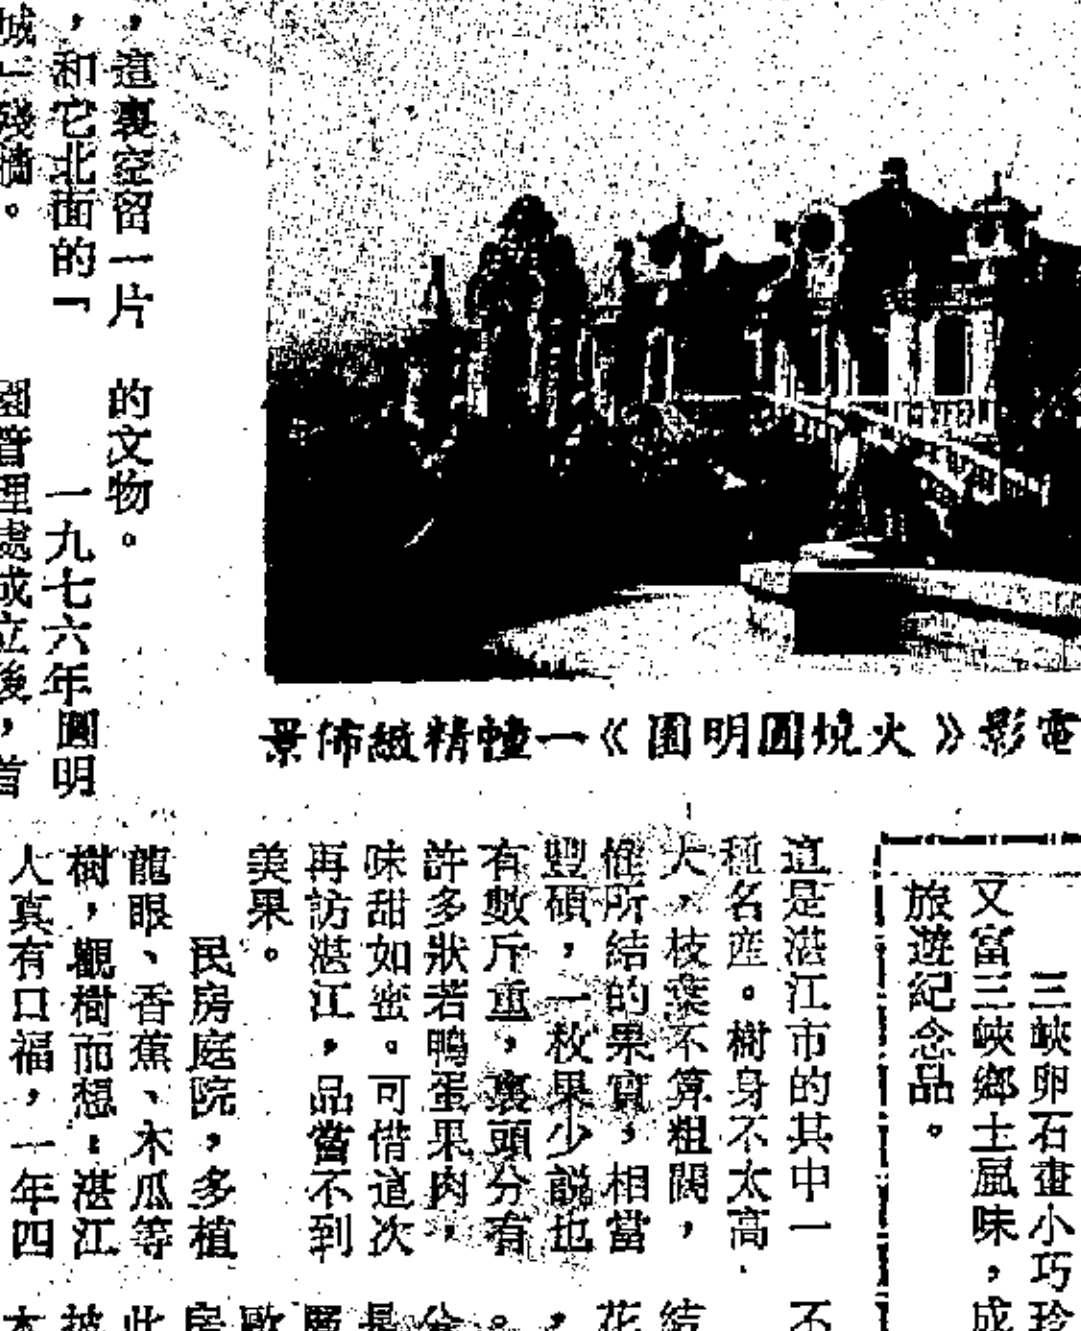 ,這裏空留一片
,和它北面的「
城」殘牆。
的文物。
一九七六年圓明
園管理處成立後,首
電影《火燒圓明園》一幢精緻佈景
三峽卵石畫小巧玲
又富三峽鄉土風味,成
旅遊紀念品。
這是湛江市的其中一
種名産。樹身不太高,
大,枝葉不算粗闊,
惟所結的果實,相當
豐碩,一枚果少說也
有數斤重,裏頭分有
許多狀若鴨蛋果肉,
味甜如蜜。可惜這次
再訪湛江,品嘗不到
美果。
民房庭院,多植
龍眼、香蕉、木瓜等
樹,觀樹而想:湛江
人真有口福,一年四